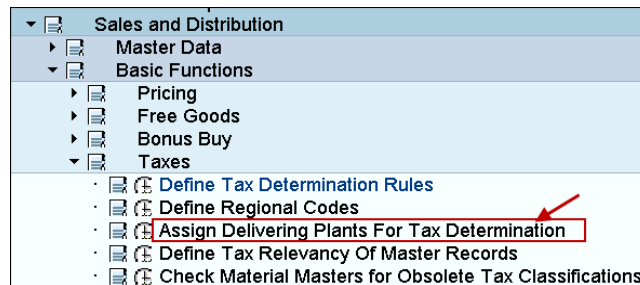 Sales and Distribution
Master Data
Basic Functions
Pricing
Free Goods
Bonus Buy
Taxes
Define Tax Determination Rules
Define Regional Codes
Assign Delivering Plants For Tax Determination
Define Tax Relevancy Of Master Records
Check Material Masters for Obsolete Tax Classifications